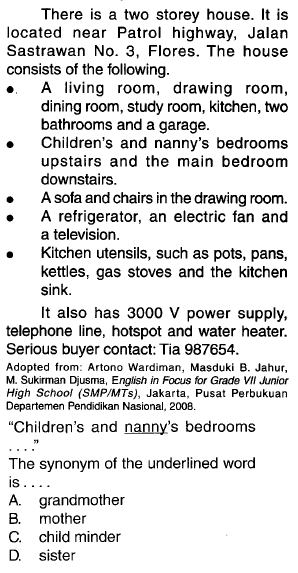 There is a two storey house. It is
located near Patrol highway, Jalan
Sastrawan No. 3, Flores. The house
consists of the following.
• A living room, drawing room,
dining room, study room, kitchen, two
bathrooms and a garage.
• Children's and nanny's bedrooms
upstairs and the main bedroom
downstairs.
• A sofa and chairs in the drawing room.
• A refrigerator, an electric fan and
a television.
• Kitchen utensils, such as pots, pans,
kettles, gas stoves and the kitchen
sink.
It also has 3000 V power supply,
telephone line, hotspot and water heater.
Serious buyer contact: Tia 987654.
Adopted from: Artono Wardiman, Masduki B. Jahur,
M. Sukirman Djusma, English in Focus for Grade VII Junior
High School (SMP/MTs), Jakarta, Pusat Perbukuan
Departemen Pendidikan Nasional, 2008.
"Children's and nanny's bedrooms
. . . ."
The synonym of the underlined word
is . . . .
A. grandmother
B. mother
C. child minder
D. sister